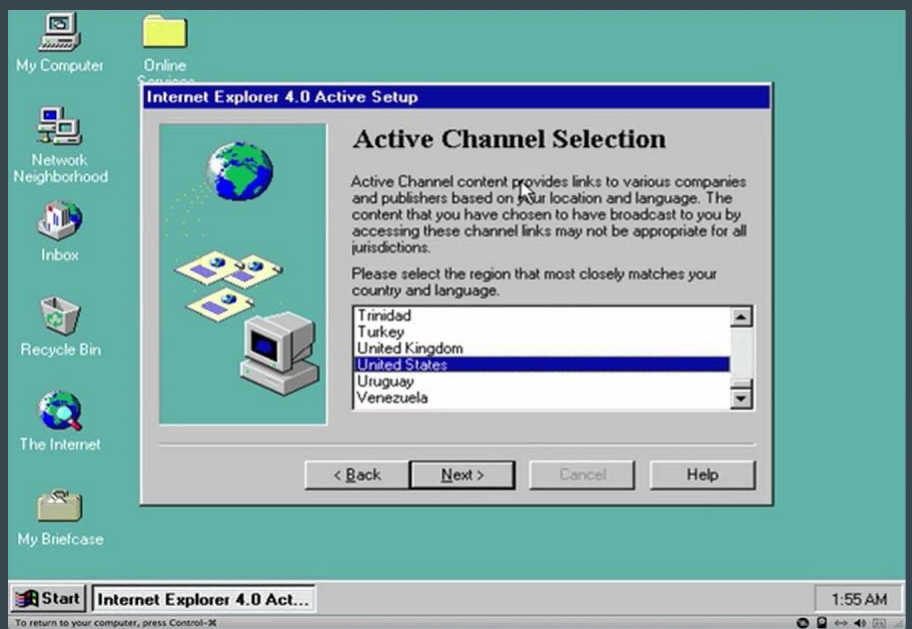 My Computer
Online
Services
Network
Neighborhood
Inbox
Recycle Bin
The Internet
My Briefcase
Internet Explorer 4.0 Active Setup
Active Channel Selection
Active Channel content provides links to various companies
and publishers based on your location and language. The
content that you have chosen to have broadcast to you by
accessing these channel links may not be appropriate for all
jurisdictions.
Please select the region that most closely matches your
country and language.
Trinidad
Turkey
United Kingdom
United States
Uruguay
Venezuela
< Back
Next >
Cancel
Help
Start
Internet Explorer 4.0 Act...
1:55 AM
To return to your computer, press Control-⌘